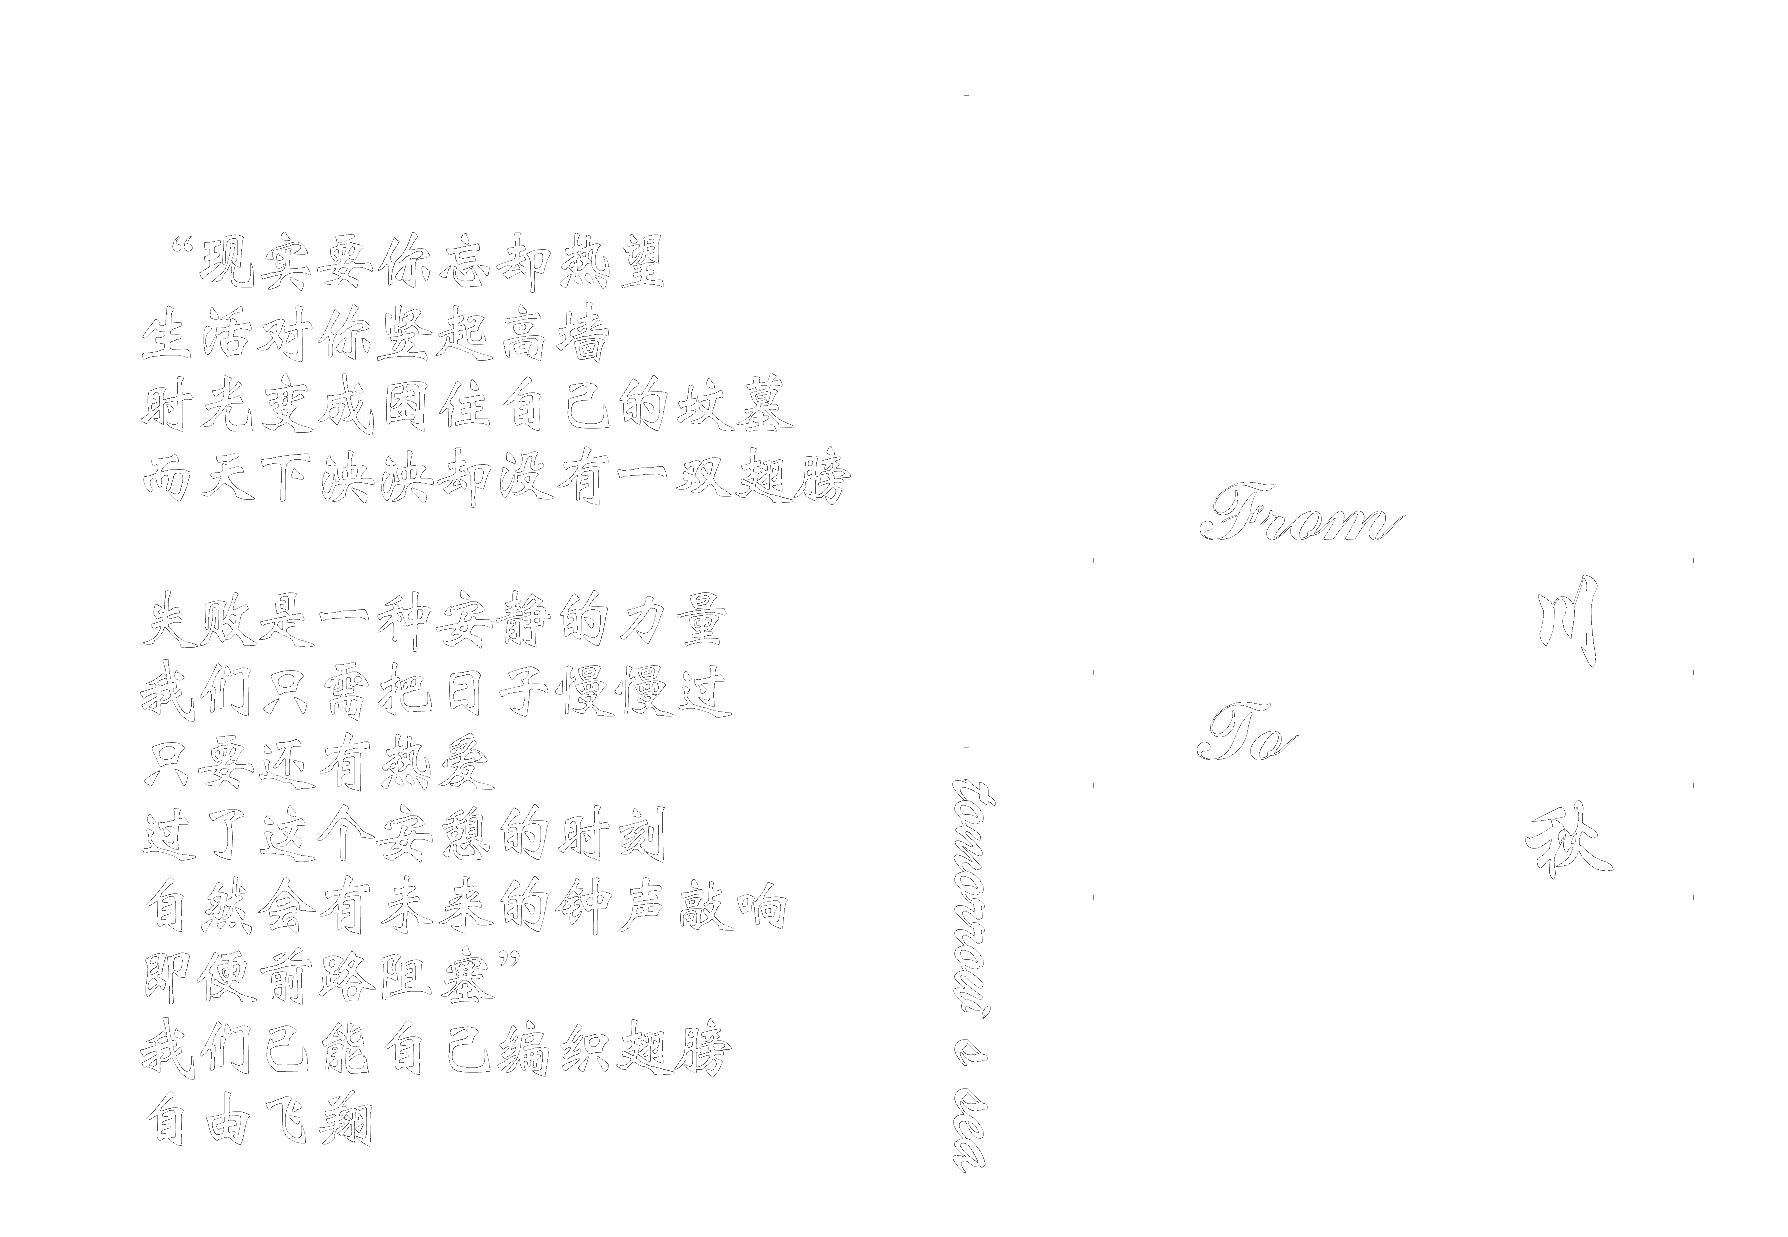 “现实要你忘却热望
生活对你竖起高墙
时光变成困住自己的坟墓
而天下泱泱却没有一双翅膀
失败是一种安静的力量
我们只需把日子慢慢过
只要还有热爱
过了这个安憩的时刻
自然会有未来的钟声敲响
即便前路阻塞”
我们已能自己编织翅膀
自由飞翔
tomorrow's sea
From
川
To
秋